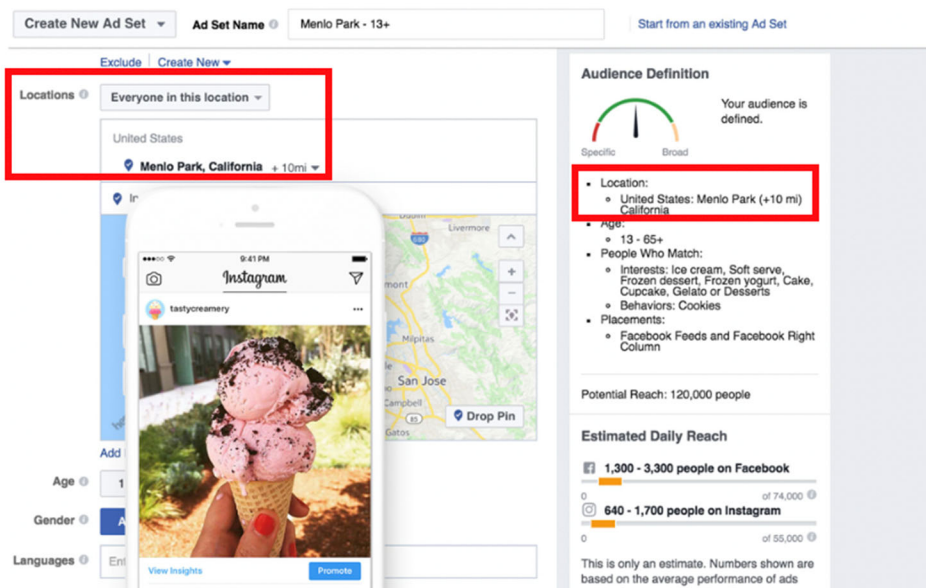 Create New Ad Set
Ad Set Name
Menlo Park - 13+
Start from an existing Ad Set
Exclude
Create New
Locations
Everyone in this location
United States
Menlo Park, California + 10mi
Audience Definition
Your audience is
defined.
Specific
Broad
Location:
United States: Menlo Park (+10 mi)
California
Age:
13 - 65+
People Who Match:
Interests: Ice cream, Soft serve,
Frozen dessert, Frozen yogurt, Cake,
Cupcake, Gelato or Desserts
Behaviors: Cookies
Placements:
Facebook Feeds and Facebook Right
Column
Potential Reach: 120,000 people
Estimated Daily Reach
1,300 - 3,300 people on Facebook
0
of 74,000
640 - 1,700 people on Instagram
0
of 55,000
This is only an estimate. Numbers shown are
based on the average performance of ads
9:41 PM
Instagram
tastycreamery
View Insights
Promote
Livermore
680
Milpitas
San Jose
Campbell
85
Gatos
Drop Pin
Add
Age
1
Gender
A
Languages